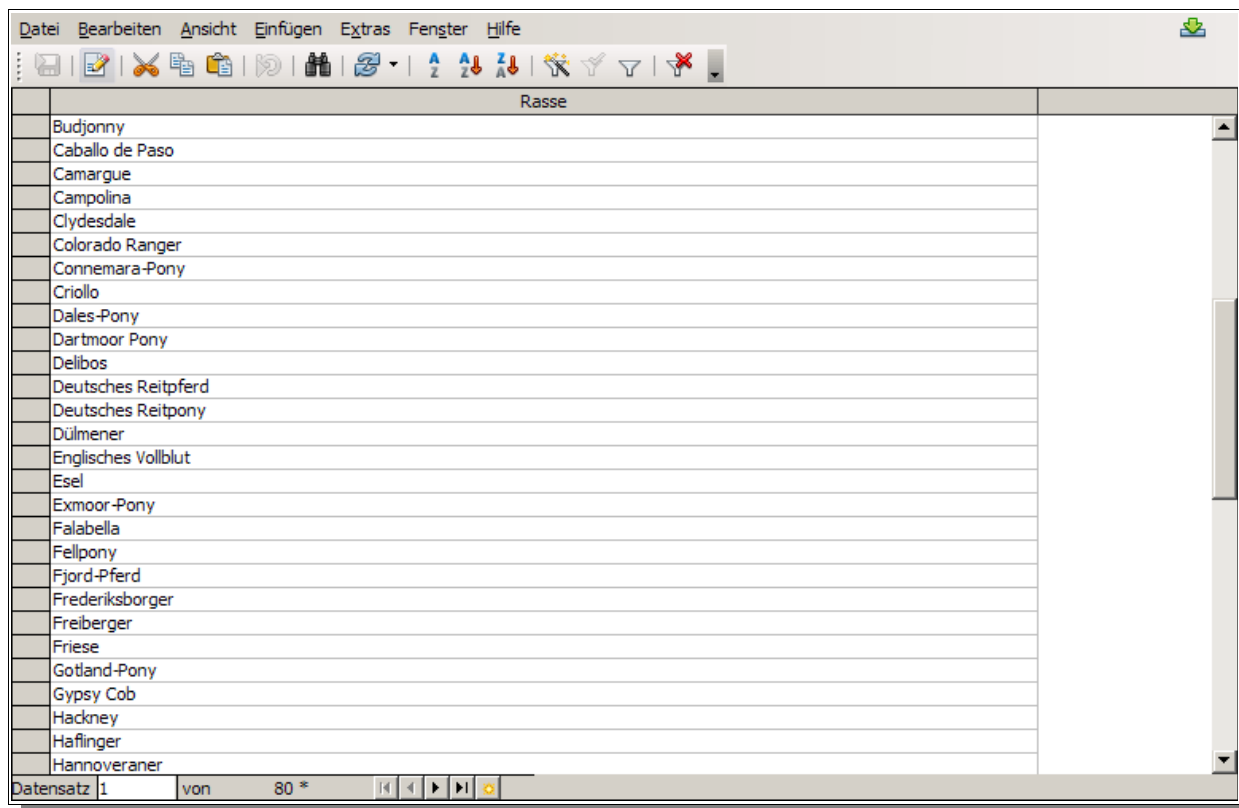 Datei Bearbeiten Ansicht Einfügen Extras Fenster Hilfe
Rasse
Budjonny
Caballo de Paso
Camargue
Campolina
Clydesdale
Colorado Ranger
Connemara-Pony
Criollo
Dales-Pony
Dartmoor Pony
Delibos
Deutsches Reitpferd
Deutsches Reitpony
Dülmener
Englisches Vollblut
Esel
Exmoor-Pony
Falabella
Fellpony
Fjord-Pferd
Frederiksborger
Freiberger
Friese
Gotland-Pony
Gypsy Cob
Hackney
Haflinger
Hannoveraner
Datensatz 1 von 80 *